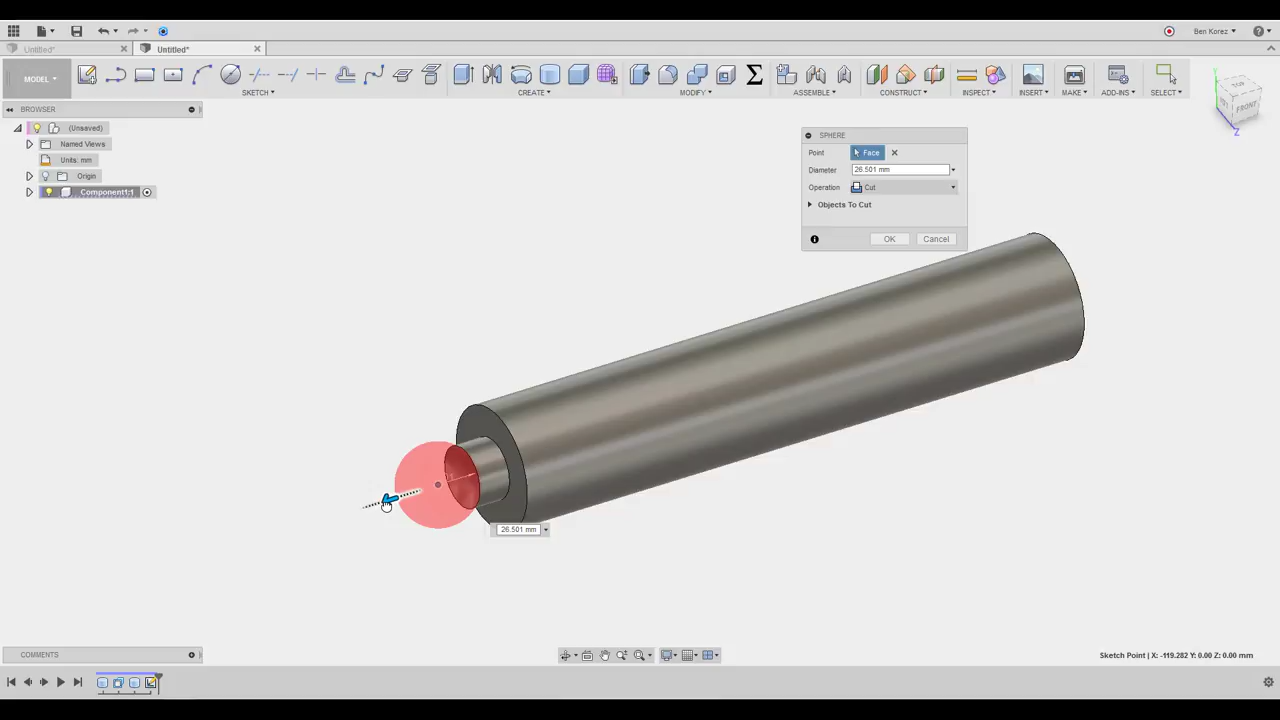 Ben Korez
Untitled*
Untitled*
MODEL
SKETCH
CREATE
MODIFY
ASSEMBLE
CONSTRUCT
INSPECT
INSERT
MAKE
ADD-INS
SELECT
BROWSER
(Unsaved)
Named Views
Units: mm
Origin
Component1:1
TOP
FRONT
Y
Z
SPHERE
Point
Face
Diameter
26.501 mm
Operation
Cut
Objects To Cut
OK
Cancel
26.501 mm
COMMENTS
Sketch Point | X: -119.282 Y: 0.00 Z: 0.00 mm